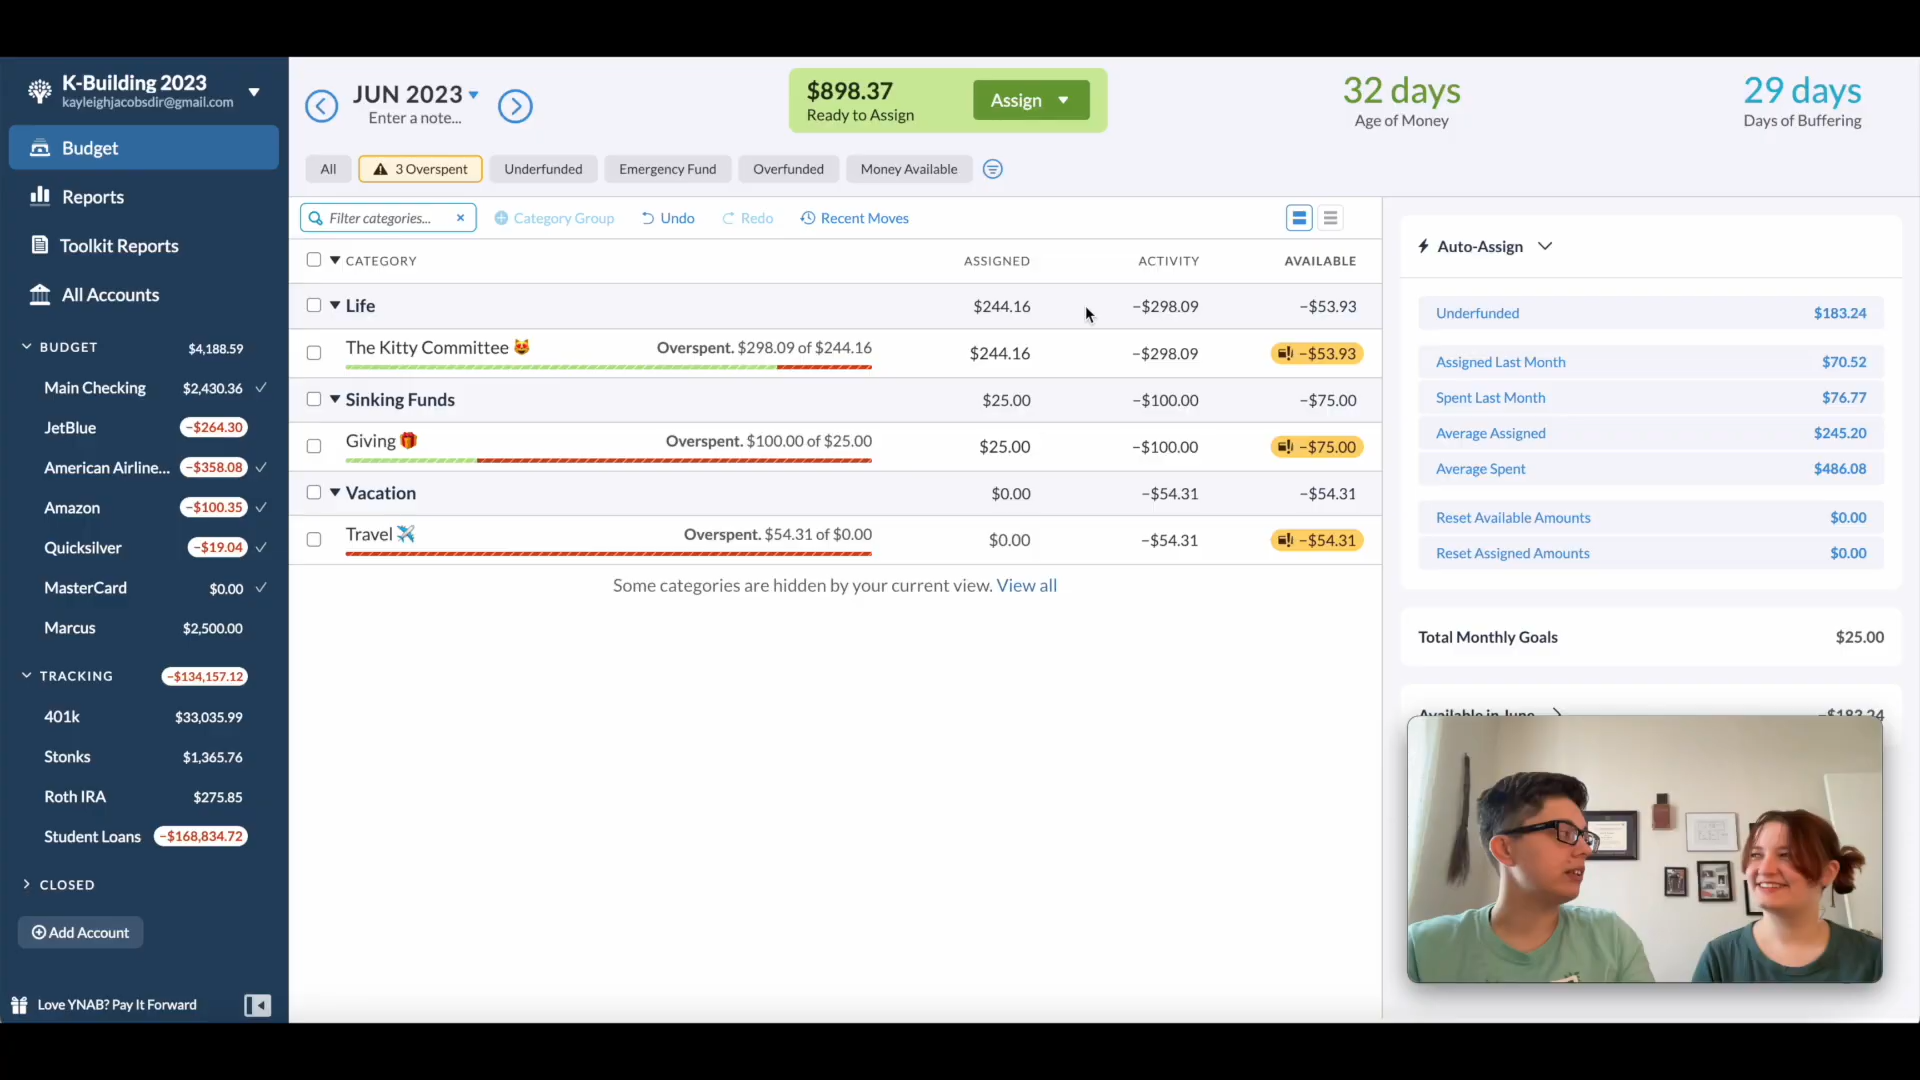 K-Building 2023
kayleighjacobsdir@gmail.com
Budget
Reports
Toolkit Reports
All Accounts
BUDGET $4,188.59
Main Checking $2,430.36
JetBlue −$264.30
American Airline... −$358.08
Amazon −$100.35
Quicksilver −$19.04
MasterCard $0.00
Marcus $2,500.00
TRACKING −$134,157.12
401k $33,035.99
Stonks $1,365.76
Roth IRA $275.85
Student Loans −$168,834.72
CLOSED
Add Account
Love YNAB? Pay It Forward
JUN 2023
Enter a note...
$898.37
Ready to Assign
Assign
32 days
Age of Money
29 days
Days of Buffering
All 3 Overspent Underfunded Emergency Fund Overfunded Money Available
Filter categories... Category Group Undo Redo Recent Moves
CATEGORY ASSIGNED ACTIVITY AVAILABLE
Life $244.16 −$298.09 −$53.93
The Kitty Committee 😻 Overspent. $298.09 of $244.16 $244.16 −$298.09 −$53.93
Sinking Funds $25.00 −$100.00 −$75.00
Giving 🎁 Overspent. $100.00 of $25.00 $25.00 −$100.00 −$75.00
Vacation $0.00 −$54.31 −$54.31
Travel ✈️ Overspent. $54.31 of $0.00 $0.00 −$54.31 −$54.31
Some categories are hidden by your current view. View all
Auto-Assign
Underfunded $183.24
Assigned Last Month $70.52
Spent Last Month $76.77
Average Assigned $245.20
Average Spent $486.08
Reset Available Amounts $0.00
Reset Assigned Amounts $0.00
Total Monthly Goals $25.00
Available in June −$183.24